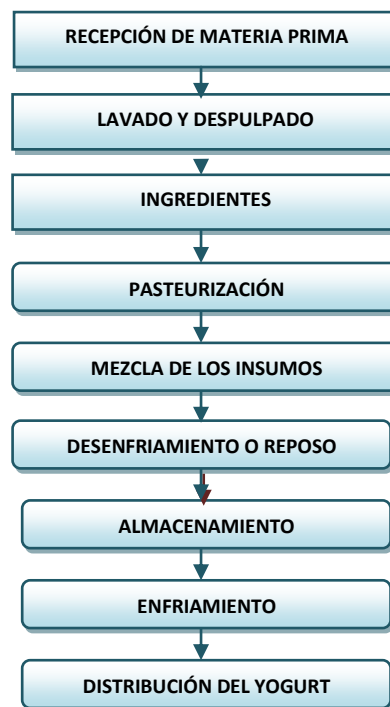 RECEPCIÓN DE MATERIA PRIMA
LAVADO Y DESPULPADO
INGREDIENTES
PASTEURIZACIÓN
MEZCLA DE LOS INSUMOS
DESENFRIAMIENTO O REPOSO
ALMACENAMIENTO
ENFRIAMIENTO
DISTRIBUCIÓN DEL YOGURT